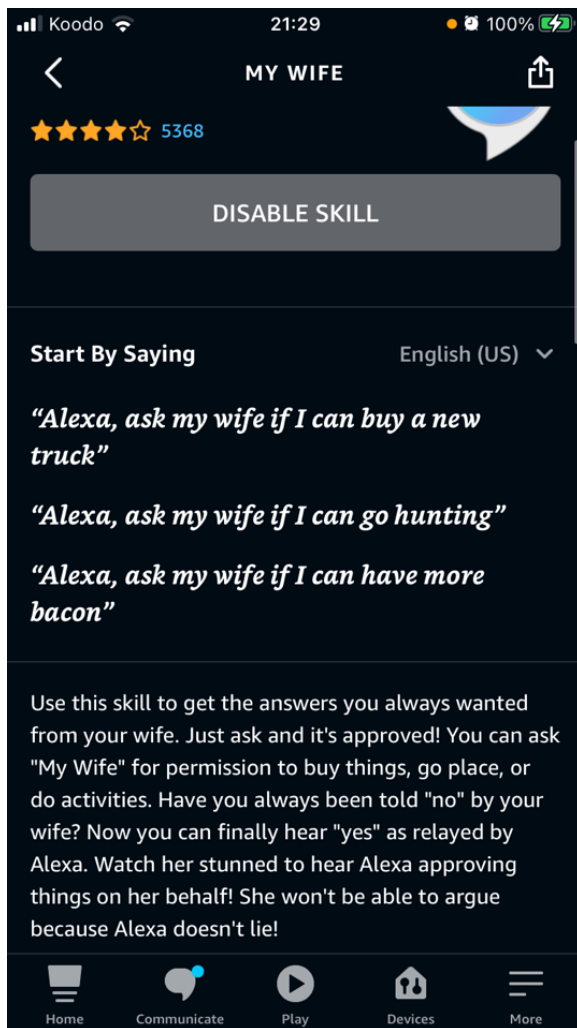 Koodo 21:29 100%
MY WIFE
5368
DISABLE SKILL
Start By Saying English (US)
“Alexa, ask my wife if I can buy a new
truck”
“Alexa, ask my wife if I can go hunting”
“Alexa, ask my wife if I can have more
bacon”
Use this skill to get the answers you always wanted
from your wife. Just ask and it's approved! You can ask
"My Wife" for permission to buy things, go place, or
do activities. Have you always been told "no" by your
wife? Now you can finally hear "yes" as relayed by
Alexa. Watch her stunned to hear Alexa approving
things on her behalf! She won't be able to argue
because Alexa doesn't lie!
Home Communicate Play Devices More